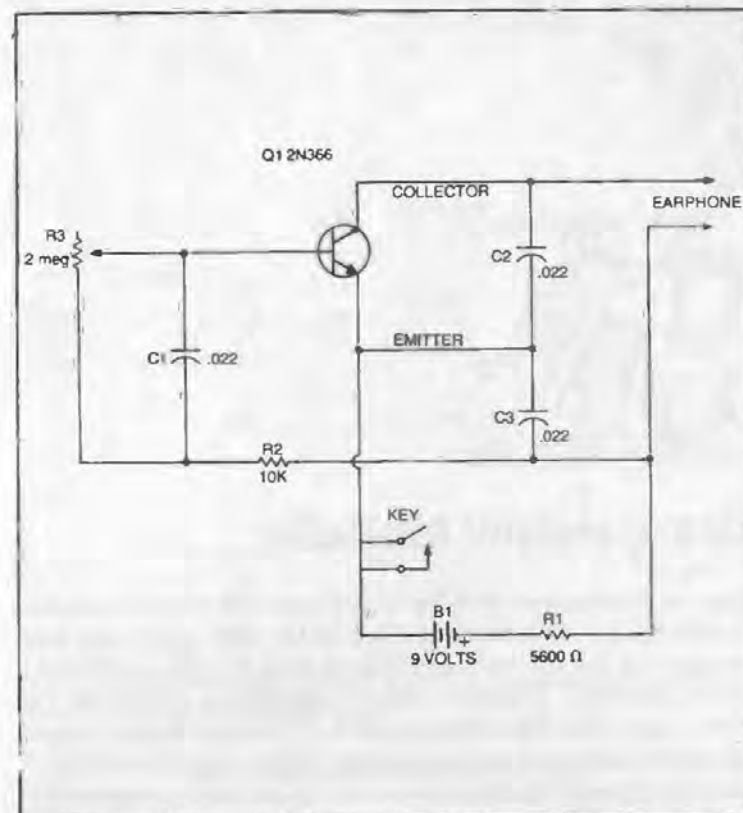 Q1 2N366
COLLECTOR
EARPHONE
R3
2 meg
C2
.022
EMITTER
C1
.022
C3
.022
R2
10K
KEY
B1
+
9 VOLTS
R1
5600 Ω